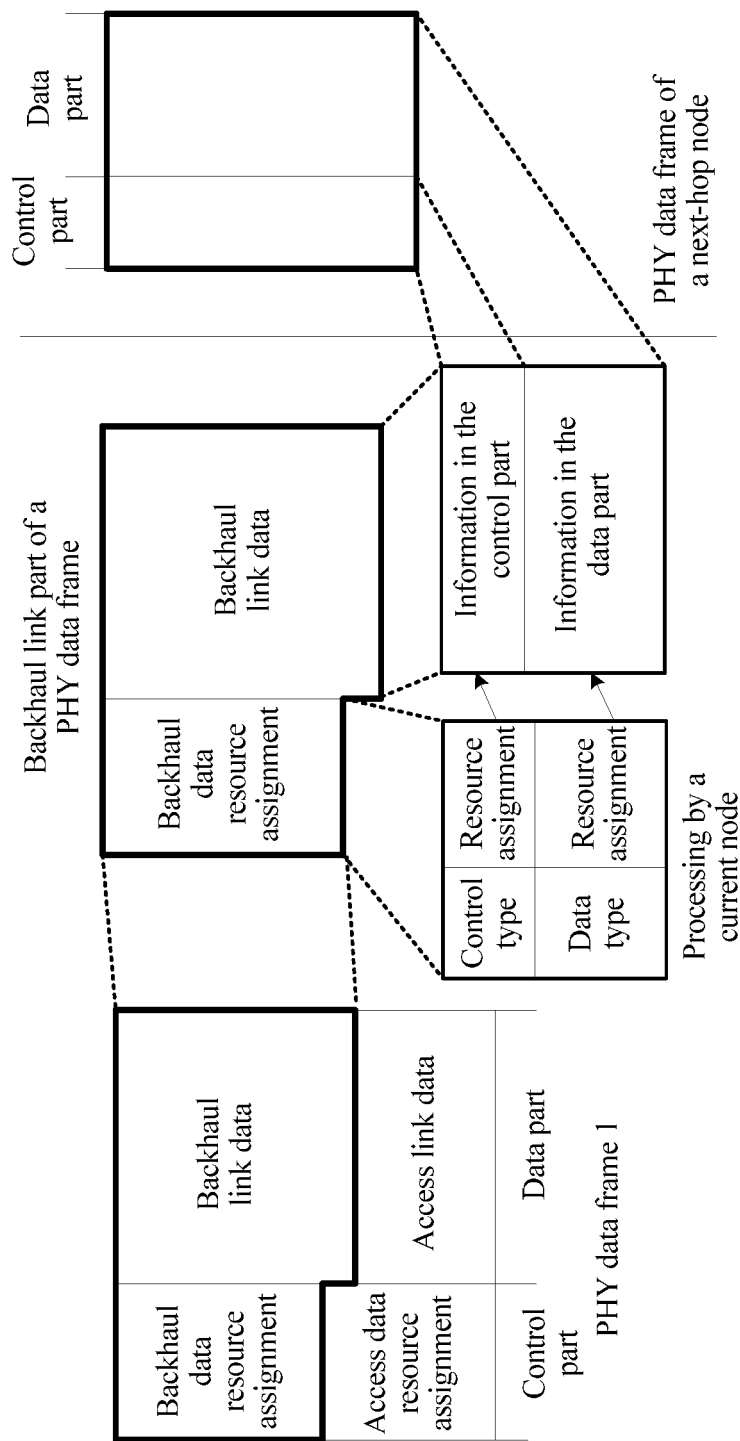 Backhaul
data
resource
assignment
Backhaul
link data
Access data
resource
assignment
Access link data
Control
part
Data part
PHY data frame 1
Backhaul link part of a
PHY data frame
Backhaul
data
resource
assignment
Backhaul
link data
Control
type
Resource
assignment
Data
type
Resource
assignment
Information in the
control part
Information in the
data part
Processing by a
current node
Control
part
Data
part
PHY data frame of
a next-hop node